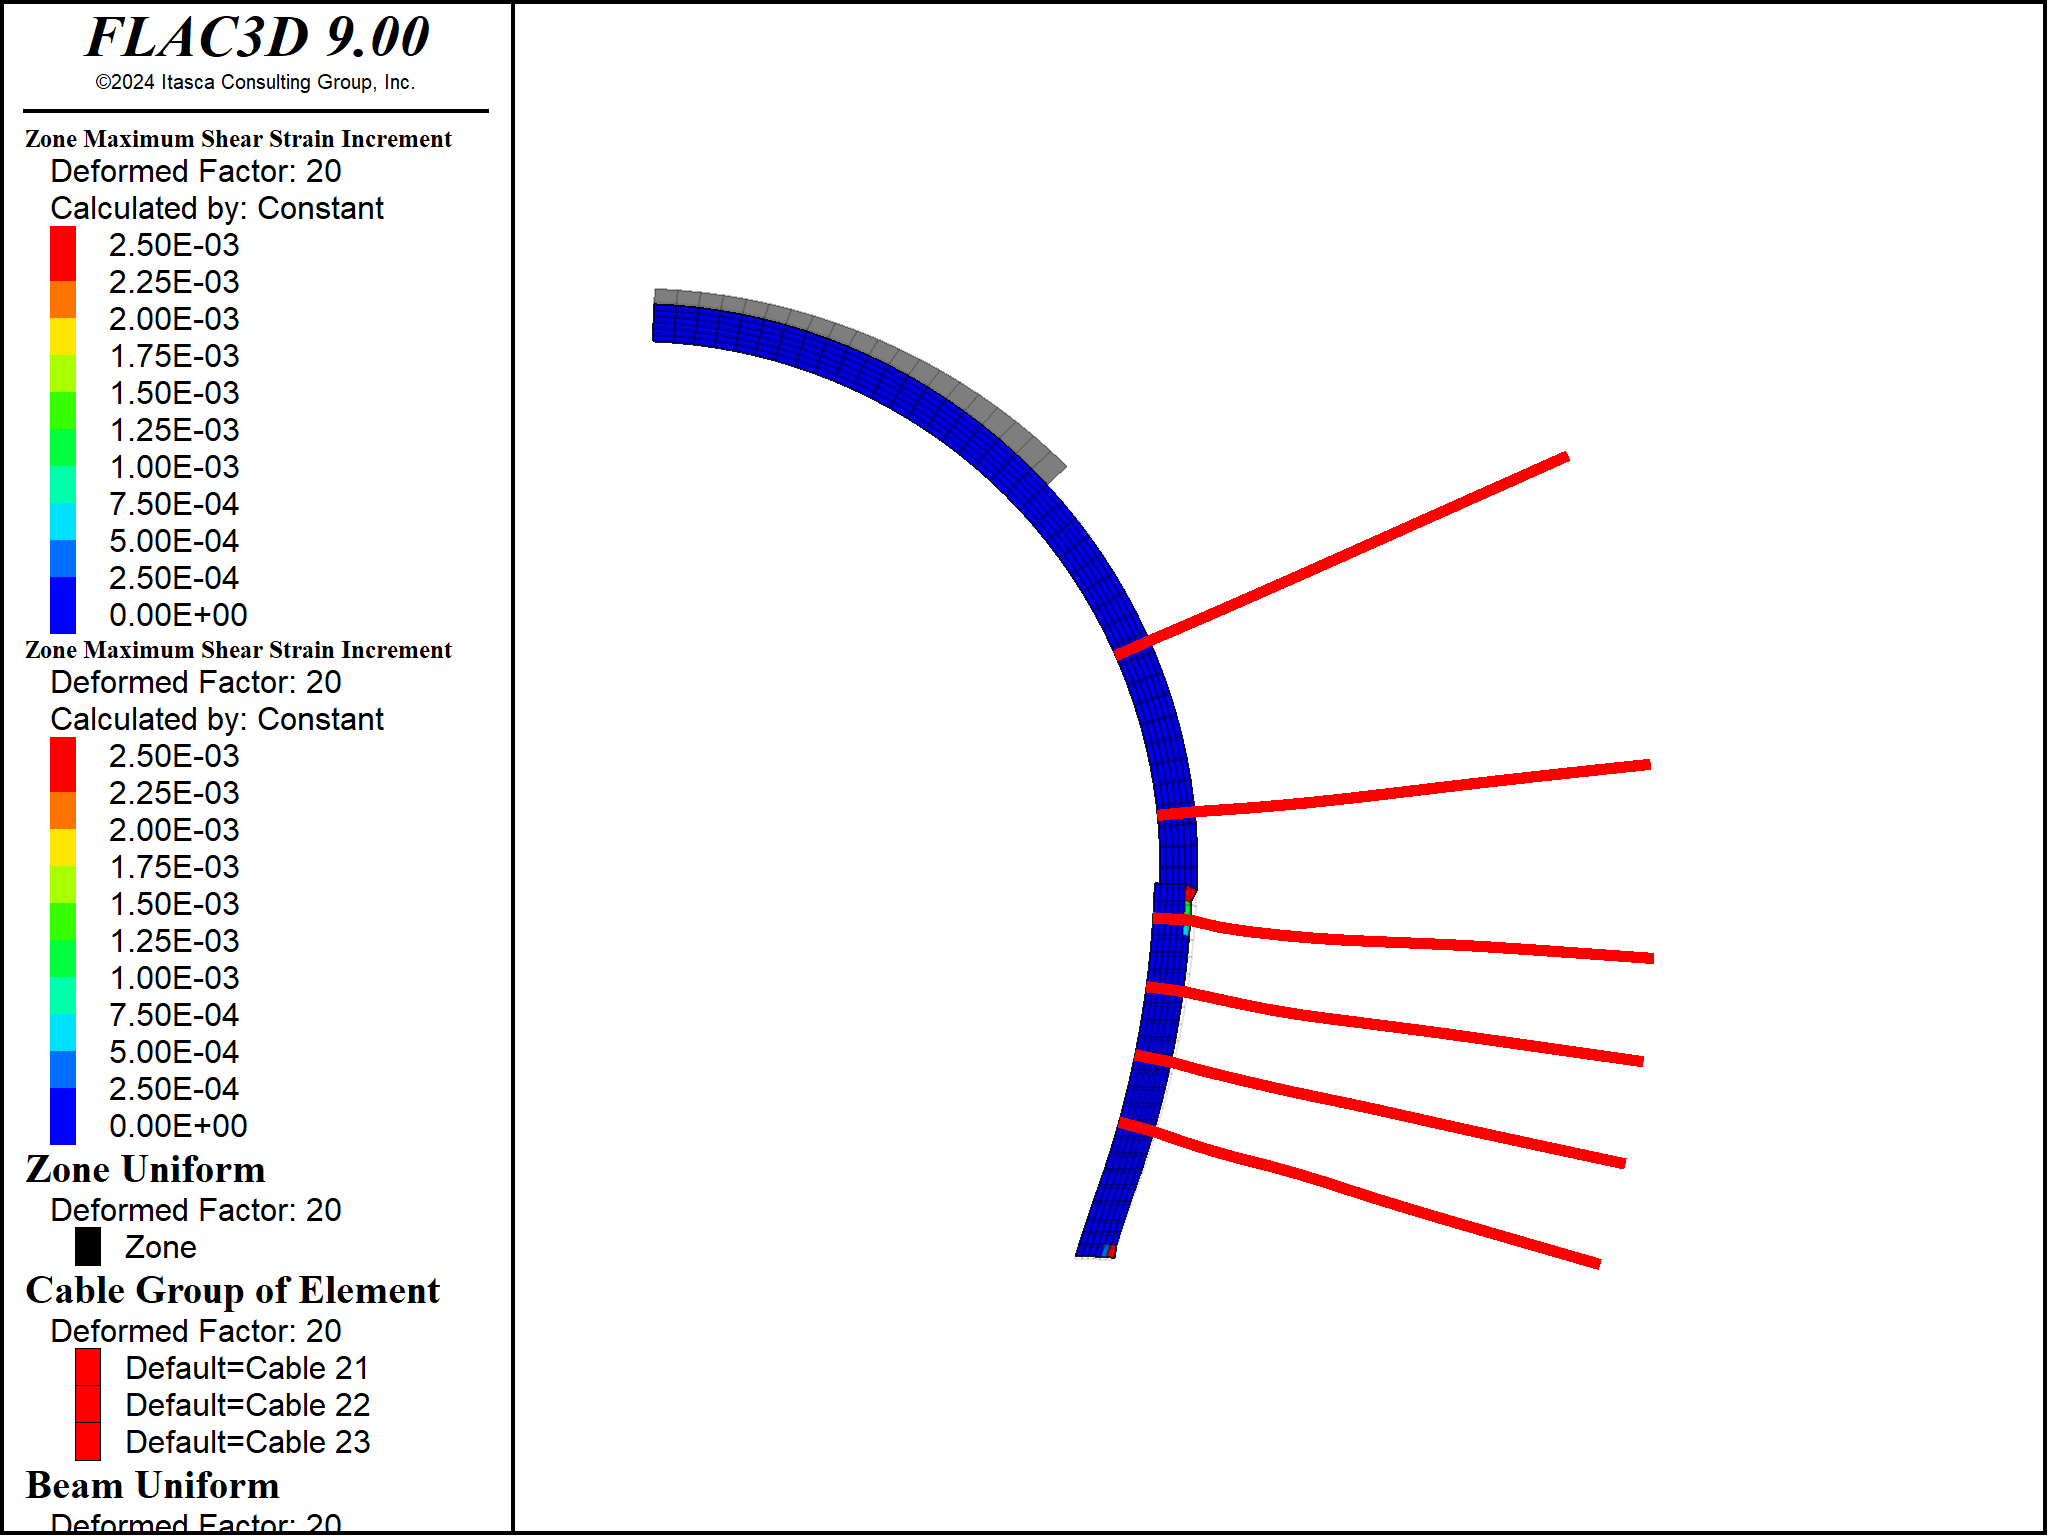 FLAC3D 9.00
©2024 Itasca Consulting Group, Inc.
Zone Maximum Shear Strain Increment
Deformed Factor: 20
Calculated by: Constant
2.50E-03
2.25E-03
2.00E-03
1.75E-03
1.50E-03
1.25E-03
1.00E-03
7.50E-04
5.00E-04
2.50E-04
0.00E+00
Zone Maximum Shear Strain Increment
Deformed Factor: 20
Calculated by: Constant
2.50E-03
2.25E-03
2.00E-03
1.75E-03
1.50E-03
1.25E-03
1.00E-03
7.50E-04
5.00E-04
2.50E-04
0.00E+00
Zone Uniform
Deformed Factor: 20
Zone
Cable Group of Element
Deformed Factor: 20
Default=Cable 21
Default=Cable 22
Default=Cable 23
Beam Uniform
Deformed Factor: 20